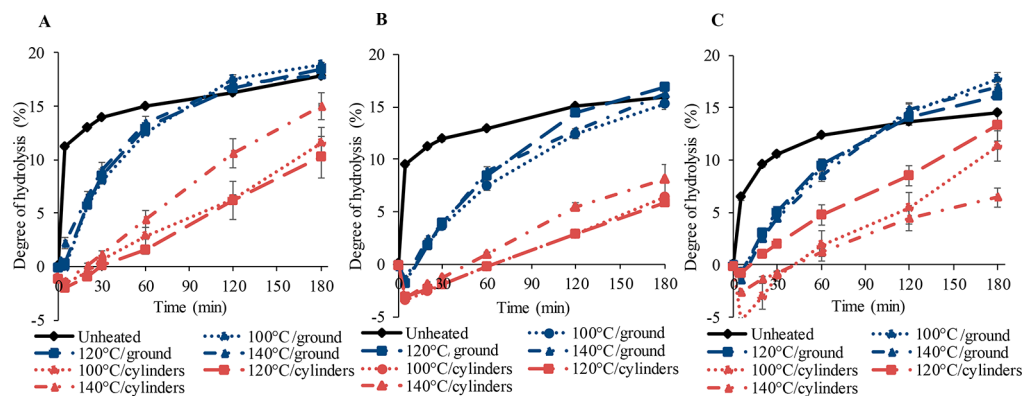 A
Degree of hydrolysis (%)
20
15
10
5
0
-5
0 30 60 90 120 150 180
Time (min)
Unheated
100°C/ground
120°C/ground
140°C/ground
100°C/cylinders
120°C/cylinders
140°C/cylinders
B
Degree of hydrolysis (%)
20
15
10
5
0
-5
0 30 60 90 120 150 180
Time (min)
Unheated
100°C/ground
120°C ground
140°C/ground
100°C/cylinders
120°C/cylinders
140°C/cylinders
C
Degree of hydrolysis (%)
20
15
10
5
0
-5
0 30 60 90 120 150 180
Time (min)
Unheated
100°C/ground
120°C/ground
140°C/ground
100°C/cylinders
120°C/cylinders
140°C/cylinders